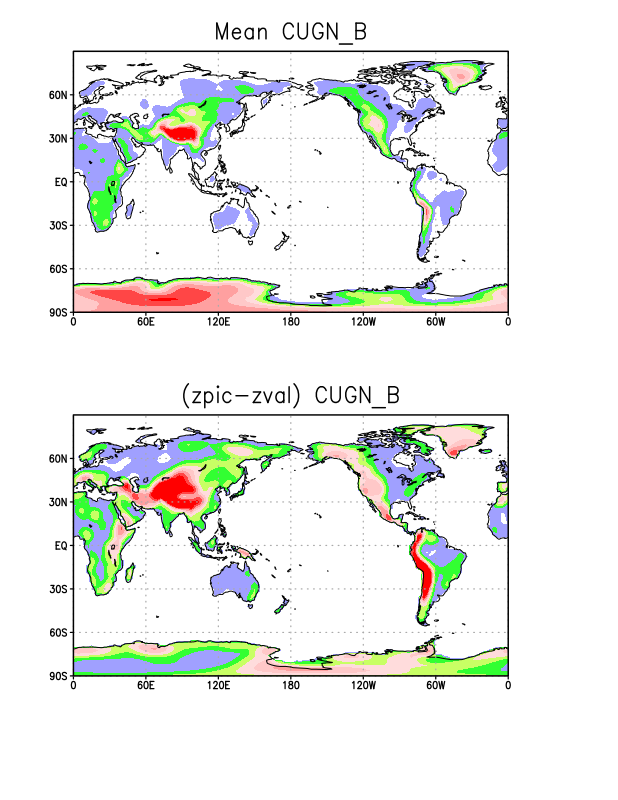 Mean CUGN_B
60N
30N
EQ
30S
60S
90S
0 60E 120E 180 120W 60W 0
(zpic-zval) CUGN_B
60N
30N
EQ
30S
60S
90S
0 60E 120E 180 120W 60W 0